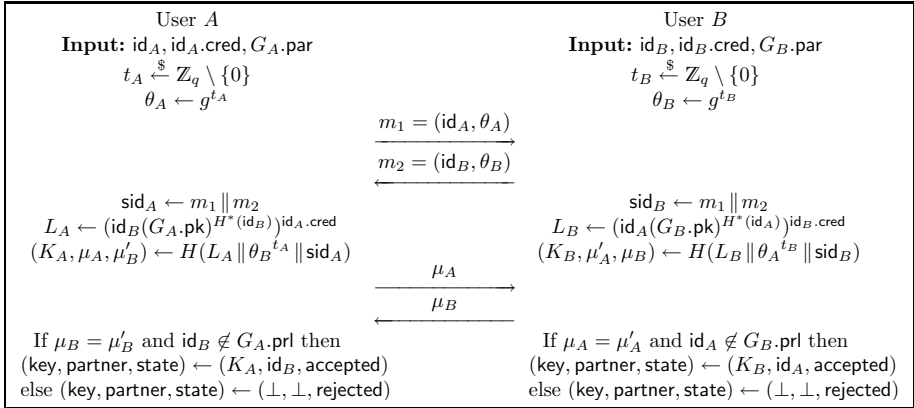 User A User B
Input: id_A, id_A.cred, G_A.par Input: id_B, id_B.cred, G_B.par
t_A ←$ ℤ_q \ {0} t_B ←$ ℤ_q \ {0}
θ_A ← g^{t_A} θ_B ← g^{t_B}
m_1 = (id_A, θ_A)
m_2 = (id_B, θ_B)
sid_A ← m_1 ∥ m_2 sid_B ← m_1 ∥ m_2
L_A ← (id_B(G_A.pk)^{H*(id_B)})^{id_A.cred} L_B ← (id_A(G_B.pk)^{H*(id_A)})^{id_B.cred}
(K_A, μ_A, μ′_B) ← H(L_A ∥ θ_B^{t_A} ∥ sid_A) (K_B, μ′_A, μ_B) ← H(L_B ∥ θ_A^{t_B} ∥ sid_B)
μ_A
μ_B
If μ_B = μ′_B and id_B ∉ G_A.prl then If μ_A = μ′_A and id_A ∉ G_B.prl then
(key, partner, state) ← (K_A, id_B, accepted) (key, partner, state) ← (K_B, id_A, accepted)
else (key, partner, state) ← (⊥, ⊥, rejected) else (key, partner, state) ← (⊥, ⊥, rejected)